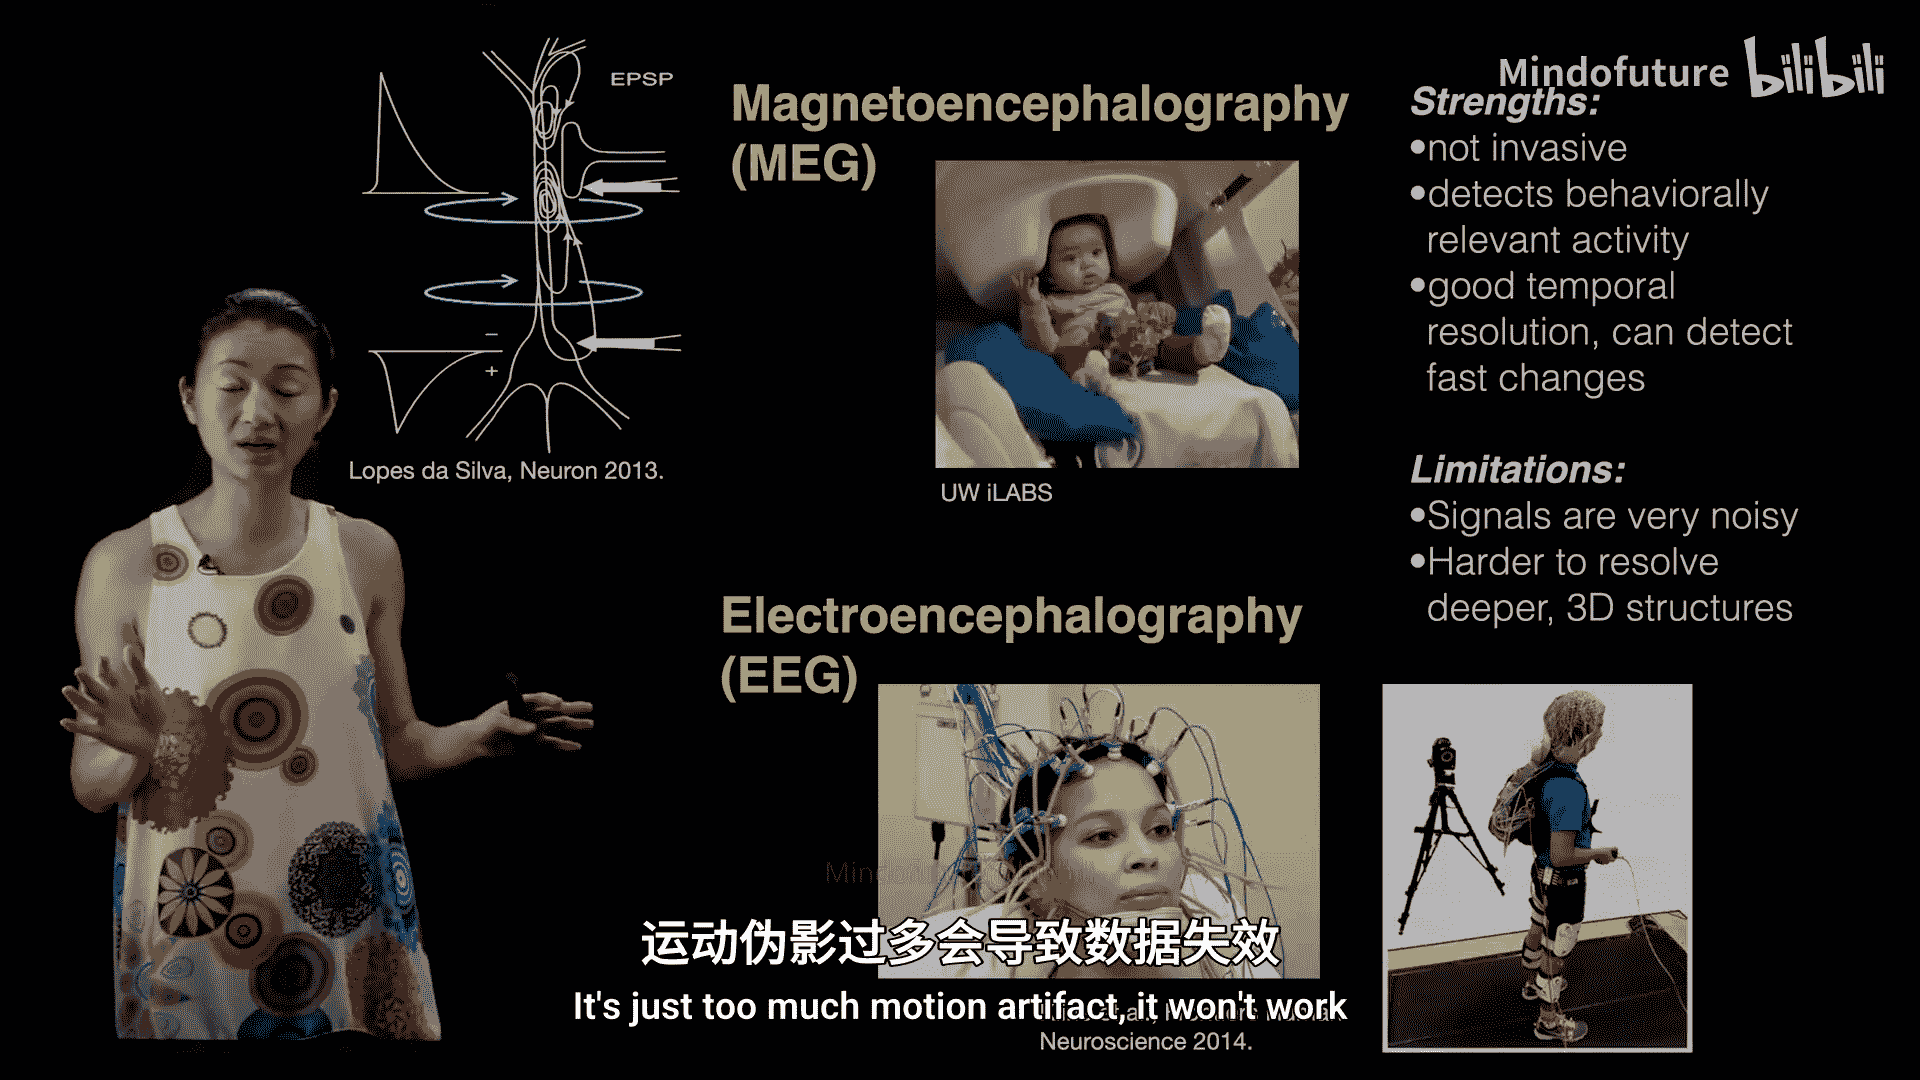 Mindofuture bilibili
EPSP
−
+
Lopes da Silva, Neuron 2013.
Magnetoencephalography
(MEG)
UW iLABS
Electroencephalography
(EEG)
Strengths:
•not invasive
•detects behaviorally
relevant activity
•good temporal
resolution, can detect
fast changes
Limitations:
•Signals are very noisy
•Harder to resolve
deeper, 3D structures
运动伪影过多会导致数据失效
It's just too much motion artifact, it won't work
Neuroscience 2014.